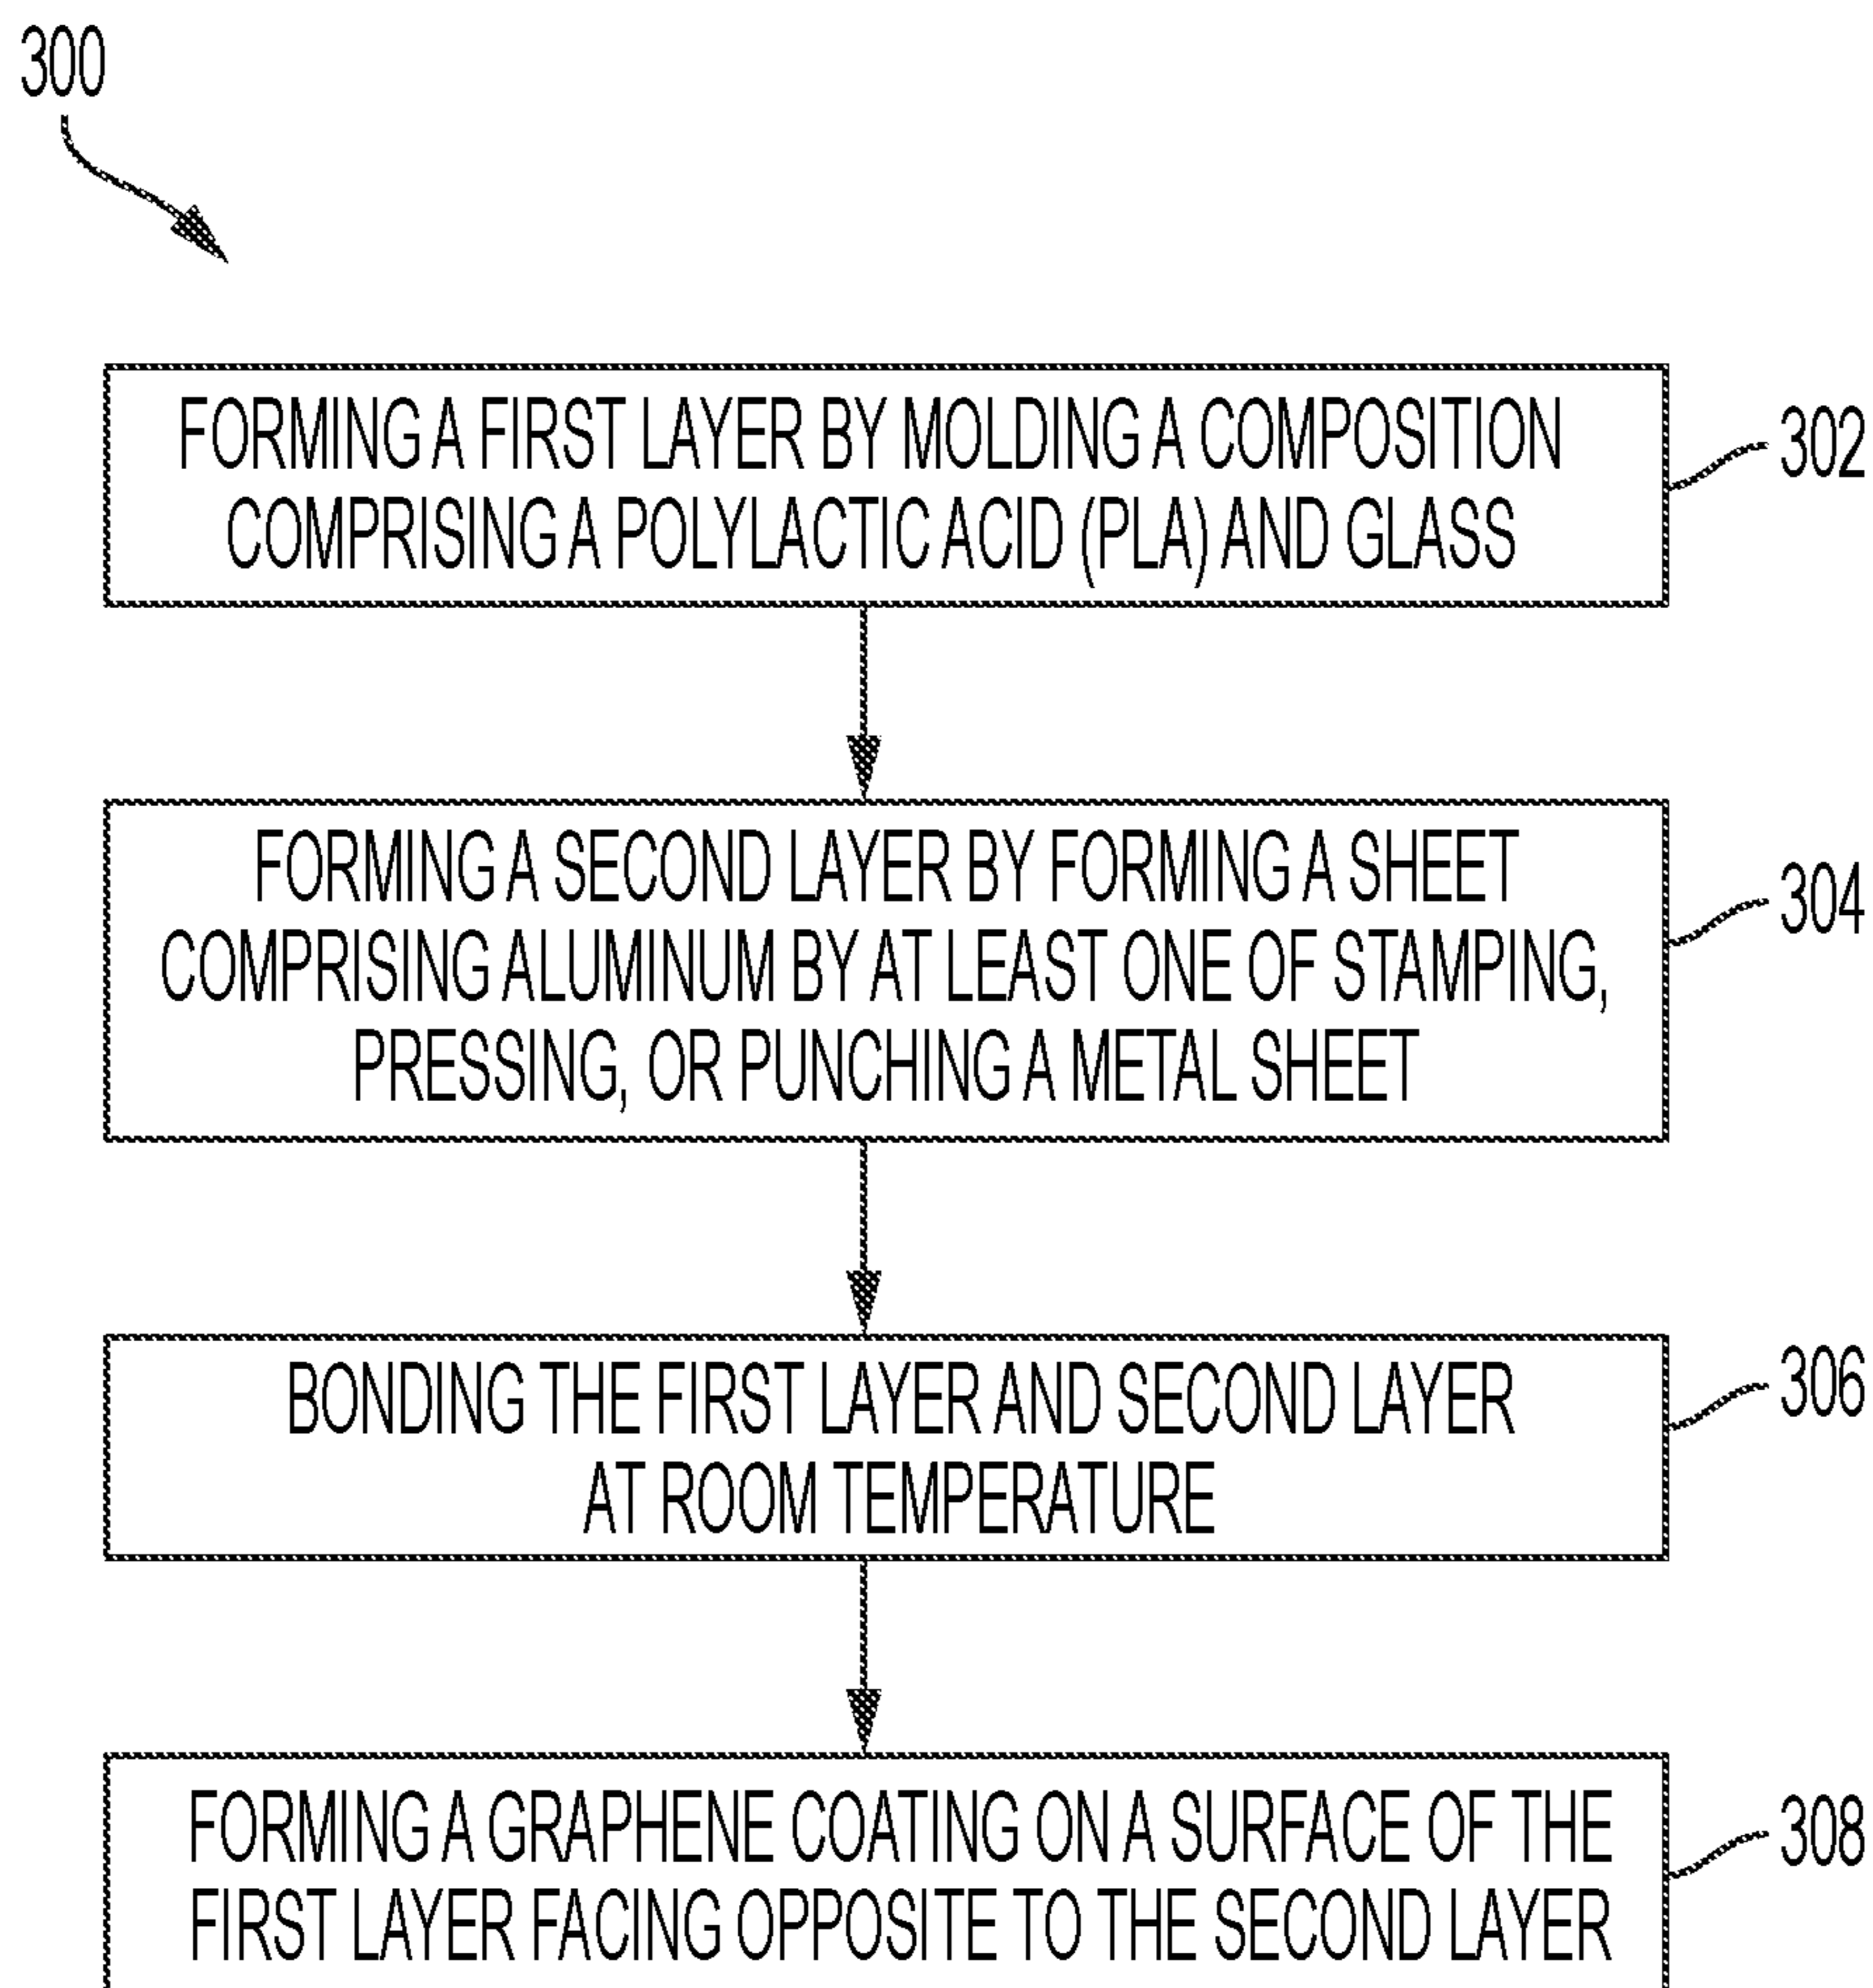 300
FORMING A FIRST LAYER BY MOLDING A COMPOSITION
COMPRISING A POLYLACTIC ACID (PLA) AND GLASS
302
FORMING A SECOND LAYER BY FORMING A SHEET
COMPRISING ALUMINUM BY AT LEAST ONE OF STAMPING,
PRESSING, OR PUNCHING A METAL SHEET
304
BONDING THE FIRST LAYER AND SECOND LAYER
AT ROOM TEMPERATURE
306
FORMING A GRAPHENE COATING ON A SURFACE OF THE
FIRST LAYER FACING OPPOSITE TO THE SECOND LAYER
308